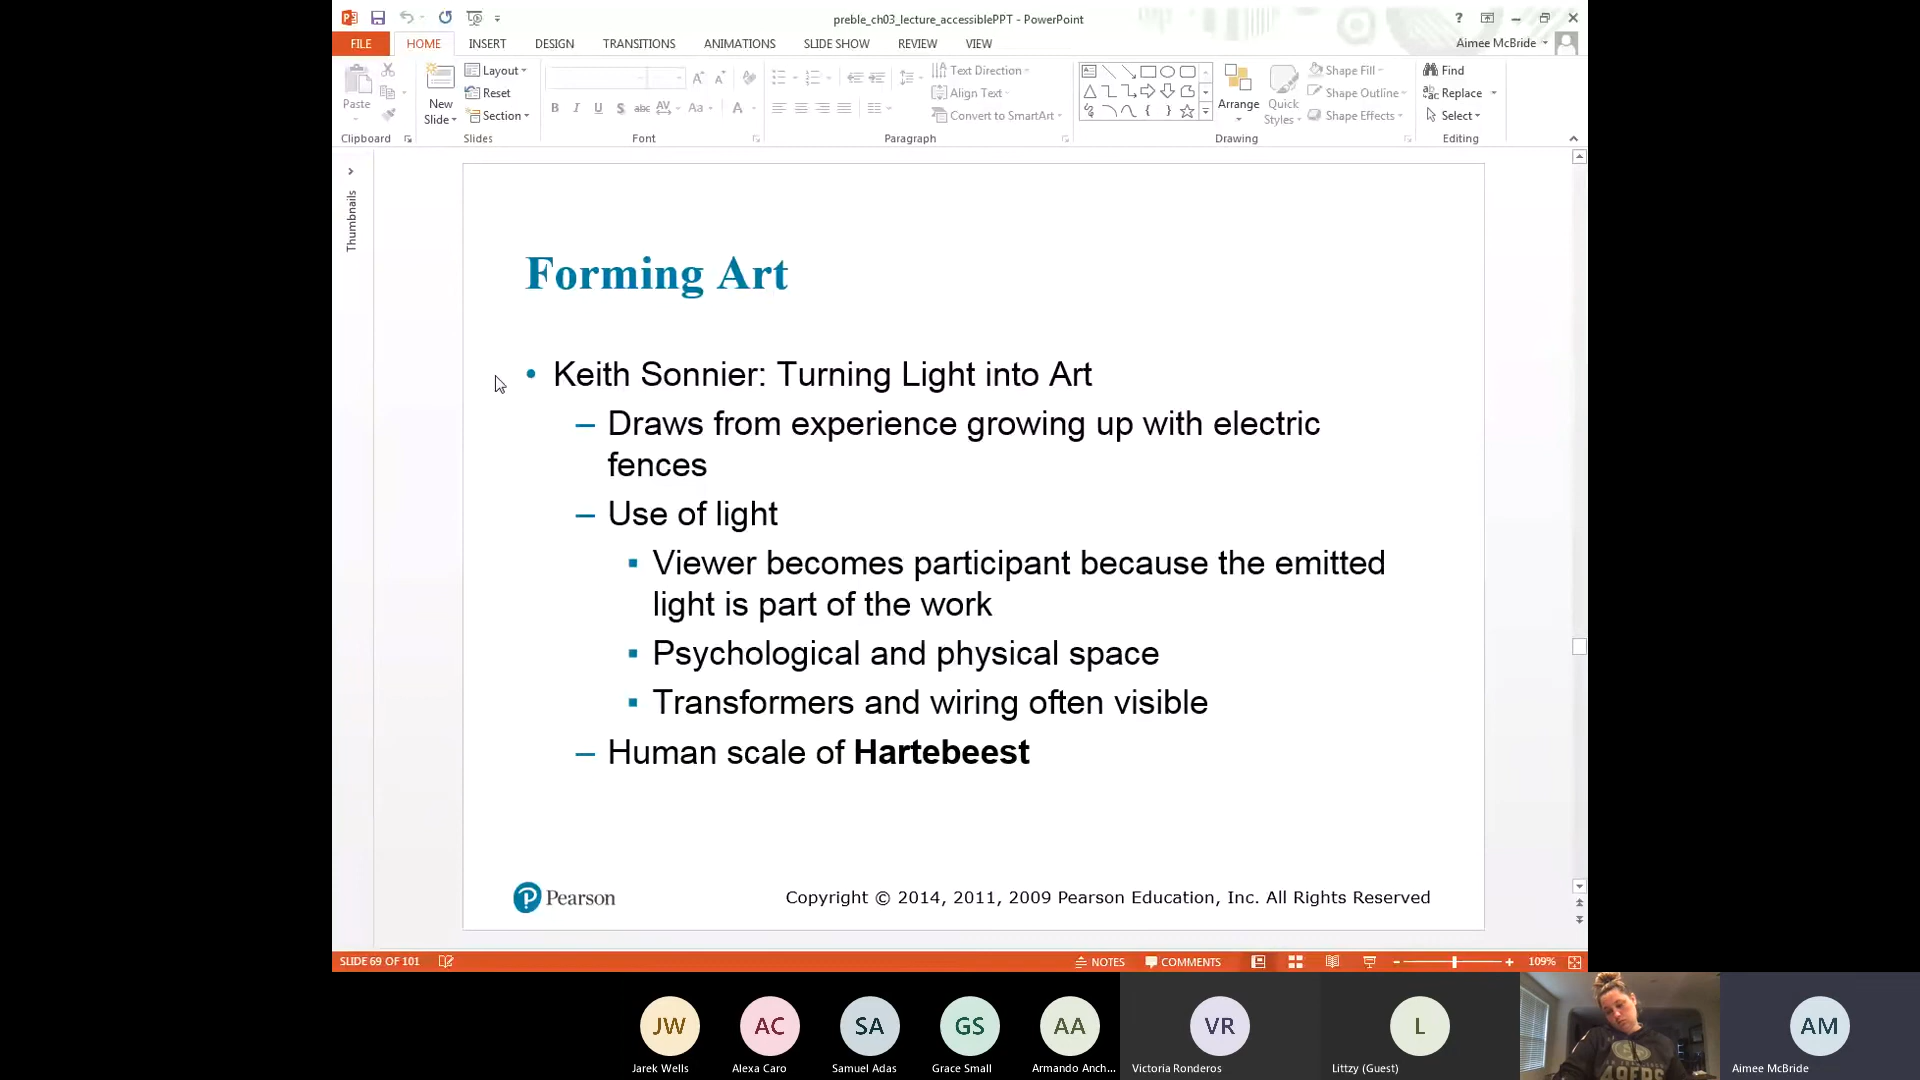 preble_ch03_lecture_accessiblePPT - PowerPoint
FILE HOME INSERT DESIGN TRANSITIONS ANIMATIONS SLIDE SHOW REVIEW VIEW
Aimee McBride
Paste
Clipboard
New
Slide
Layout
Reset
Section
Slides
Font
Text Direction
Align Text
Convert to SmartArt
Paragraph
Arrange
Quick
Styles
Shape Fill
Shape Outline
Shape Effects
Drawing
Find
Replace
Select
Editing
Thumbnails
Forming Art
• Keith Sonnier: Turning Light into Art
– Draws from experience growing up with electric
fences
– Use of light
▪ Viewer becomes participant because the emitted
light is part of the work
▪ Psychological and physical space
▪ Transformers and wiring often visible
– Human scale of Hartebeest
Pearson
Copyright © 2014, 2011, 2009 Pearson Education, Inc. All Rights Reserved
SLIDE 69 OF 101
NOTES
COMMENTS
109%
JW AC SA GS AA VR L AM
Jarek Wells
Alexa Caro
Samuel Adas
Grace Small
Armando Anch...
Victoria Ronderos
Littzy (Guest)
49ERS
Aimee McBride